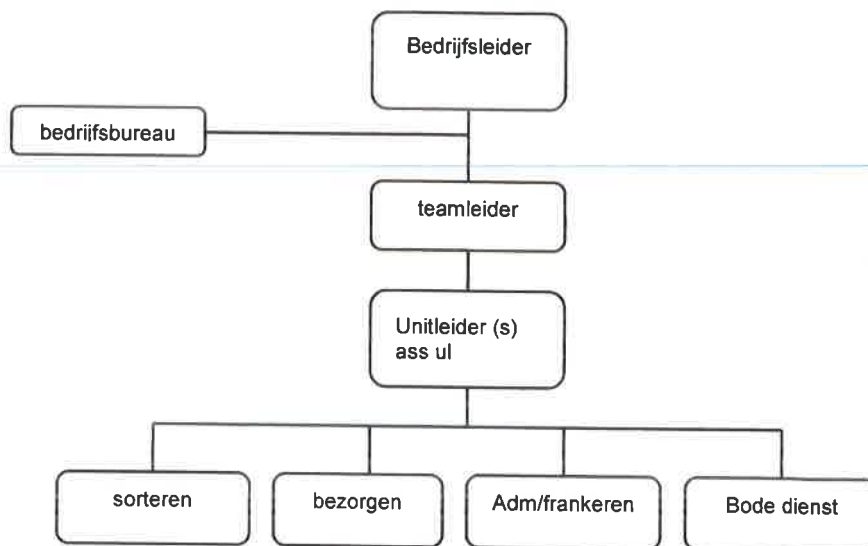 Bedrijfsleider
bedrijfsbureau
teamleider
Unitleider (s)
ass ul
sorteren
bezorgen
Adm/frankeren
Bode dienst